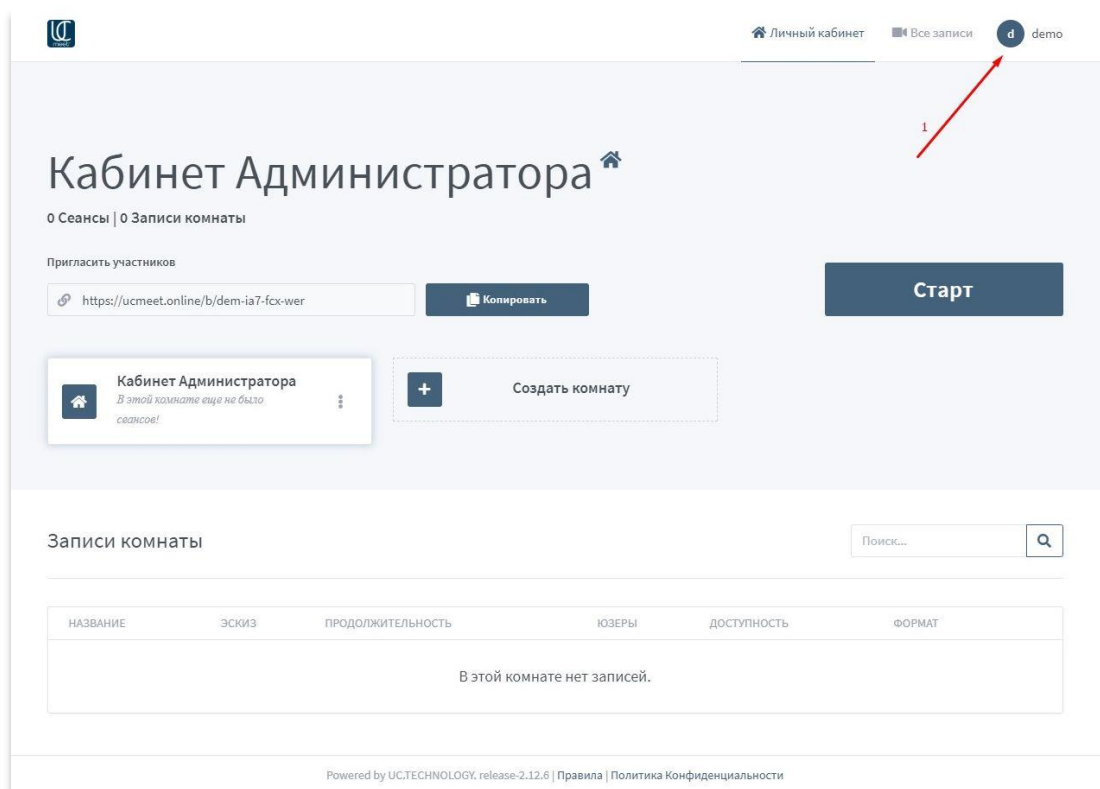 UC
meet
Личный кабинет
Все записи
d demo
1
Кабинет Администратора
0 Сеансы | 0 Записи комнаты
Пригласить участников
https://ucmeet.online/b/dem-ia7-fcx-wer
Копировать
Старт
Кабинет Администратора
В этой комнате еще не было
сеансов!
Создать комнату
Записи комнаты
Поиск...
НАЗВАНИЕ ЭСКИЗ ПРОДОЛЖИТЕЛЬНОСТЬ ЮЗЕРЫ ДОСТУПНОСТЬ ФОРМАТ
В этой комнате нет записей.
Powered by UC.TECHNOLOGY. release-2.12.6 | Правила | Политика Конфиденциальности